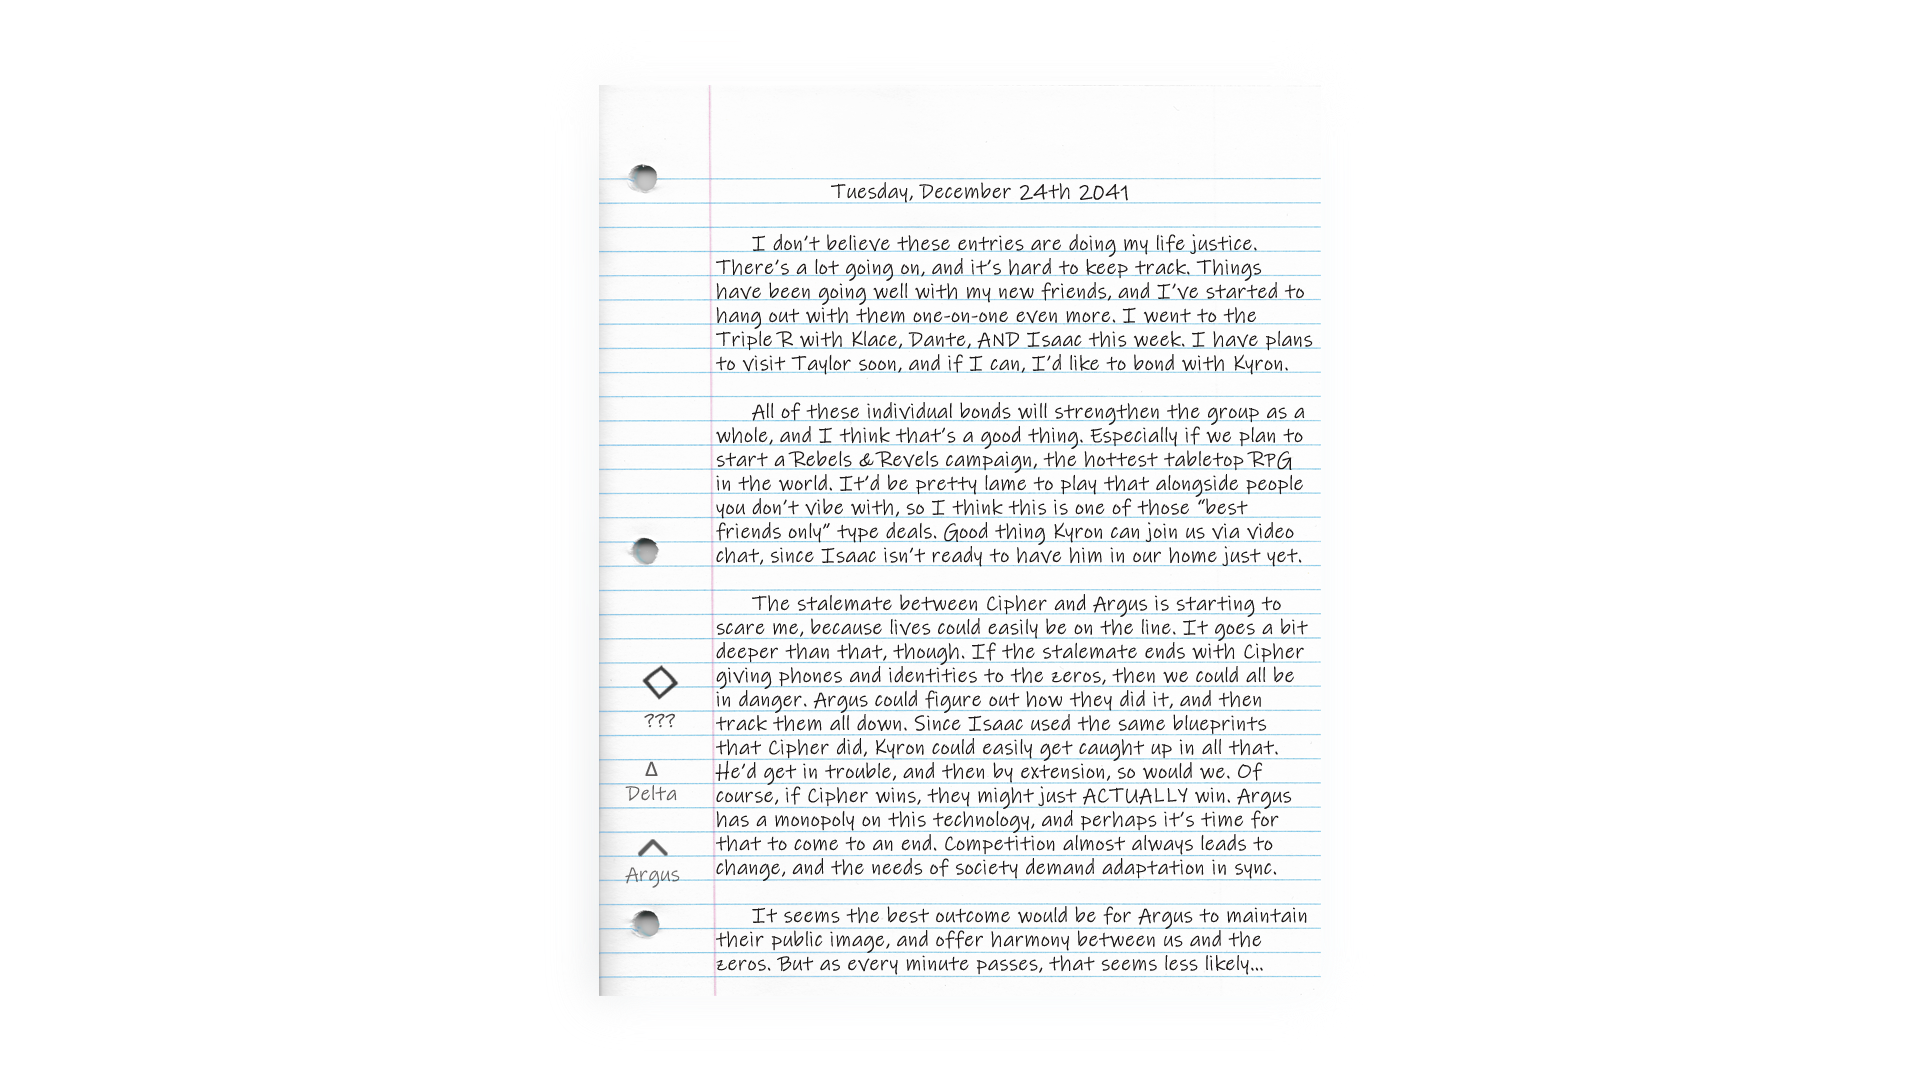 Tuesday, December 24th 2041
I don't believe these entries are doing my life justice.
There's a lot going on, and it's hard to keep track. Things
have been going well with my new friends, and I've started to
hang out with them one-on-one even more. I went to the
Triple R with Klace, Dante, AND Isaac this week. I have plans
to visit Taylor soon, and if I can, I'd like to bond with Kyron.
All of these individual bonds will strengthen the group as a
whole, and I think that's a good thing. Especially if we plan to
start a Rebels & Revels campaign, the hottest tabletop RPG
in the world. It'd be pretty lame to play that alongside people
you don't vibe with, so I think this is one of those "best
friends only" type deals. Good thing Kyron can join us via video
chat, since Isaac isn't ready to have him in our home just yet.
The stalemate between Cipher and Argus is starting to
scare me, because lives could easily be on the line. It goes a bit
deeper than that, though. If the stalemate ends with Cipher
giving phones and identities to the zeros, then we could all be
in danger. Argus could figure out how they did it, and then
track them all down. Since Isaac used the same blueprints
that Cipher did, Kyron could easily get caught up in all that.
He'd get in trouble, and then by extension, so would we. Of
course, if Cipher wins, they might just ACTUALLY win. Argus
has a monopoly on this technology, and perhaps it's time for
that to come to an end. Competition almost always leads to
change, and the needs of society demand adaptation in sync.
It seems the best outcome would be for Argus to maintain
their public image, and offer harmony between us and the
zeros. But as every minute passes, that seems less likely...
???
Δ
Delta
Argus